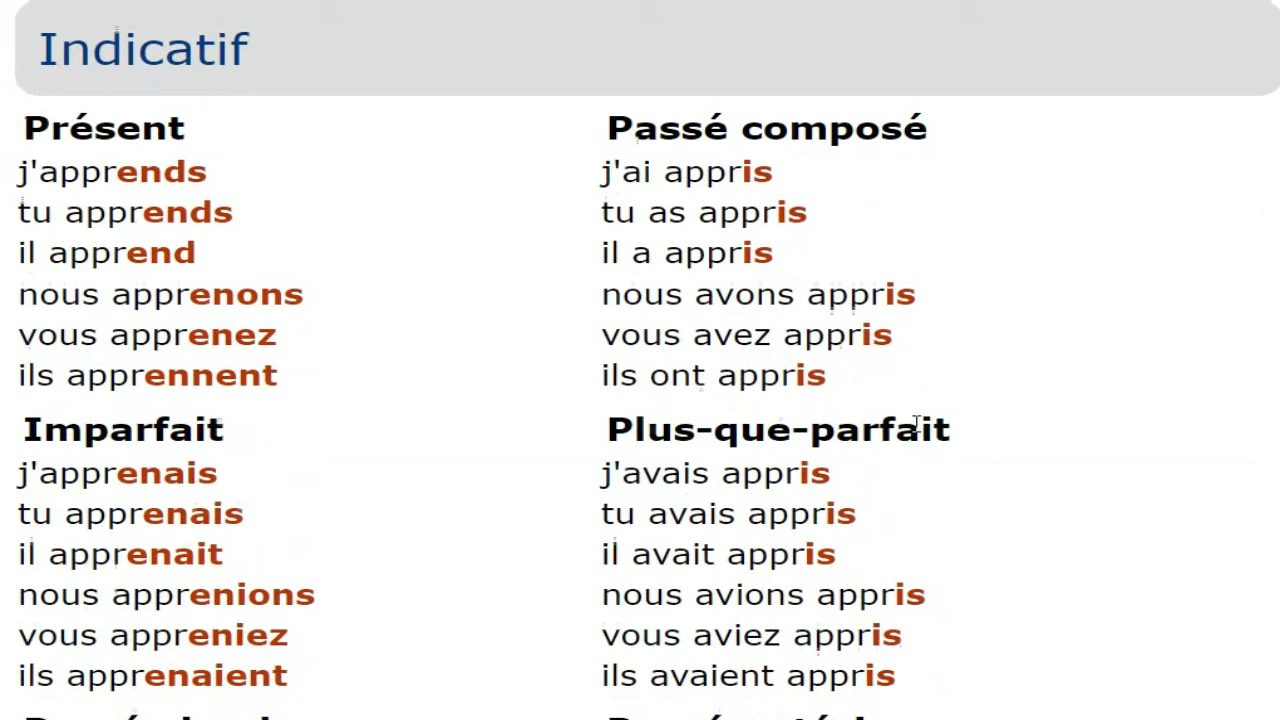 Indicatif
Présent
j'apprends
tu apprends
il apprend
nous apprenons
vous apprenez
ils apprennent
Passé composé
j'ai appris
tu as appris
il a appris
nous avons appris
vous avez appris
ils ont appris
Imparfait
j'apprenais
tu apprenais
il apprenait
nous apprenions
vous appreniez
ils apprenaient
Plus-que-parfait
j'avais appris
tu avais appris
il avait appris
nous avions appris
vous aviez appris
ils avaient appris